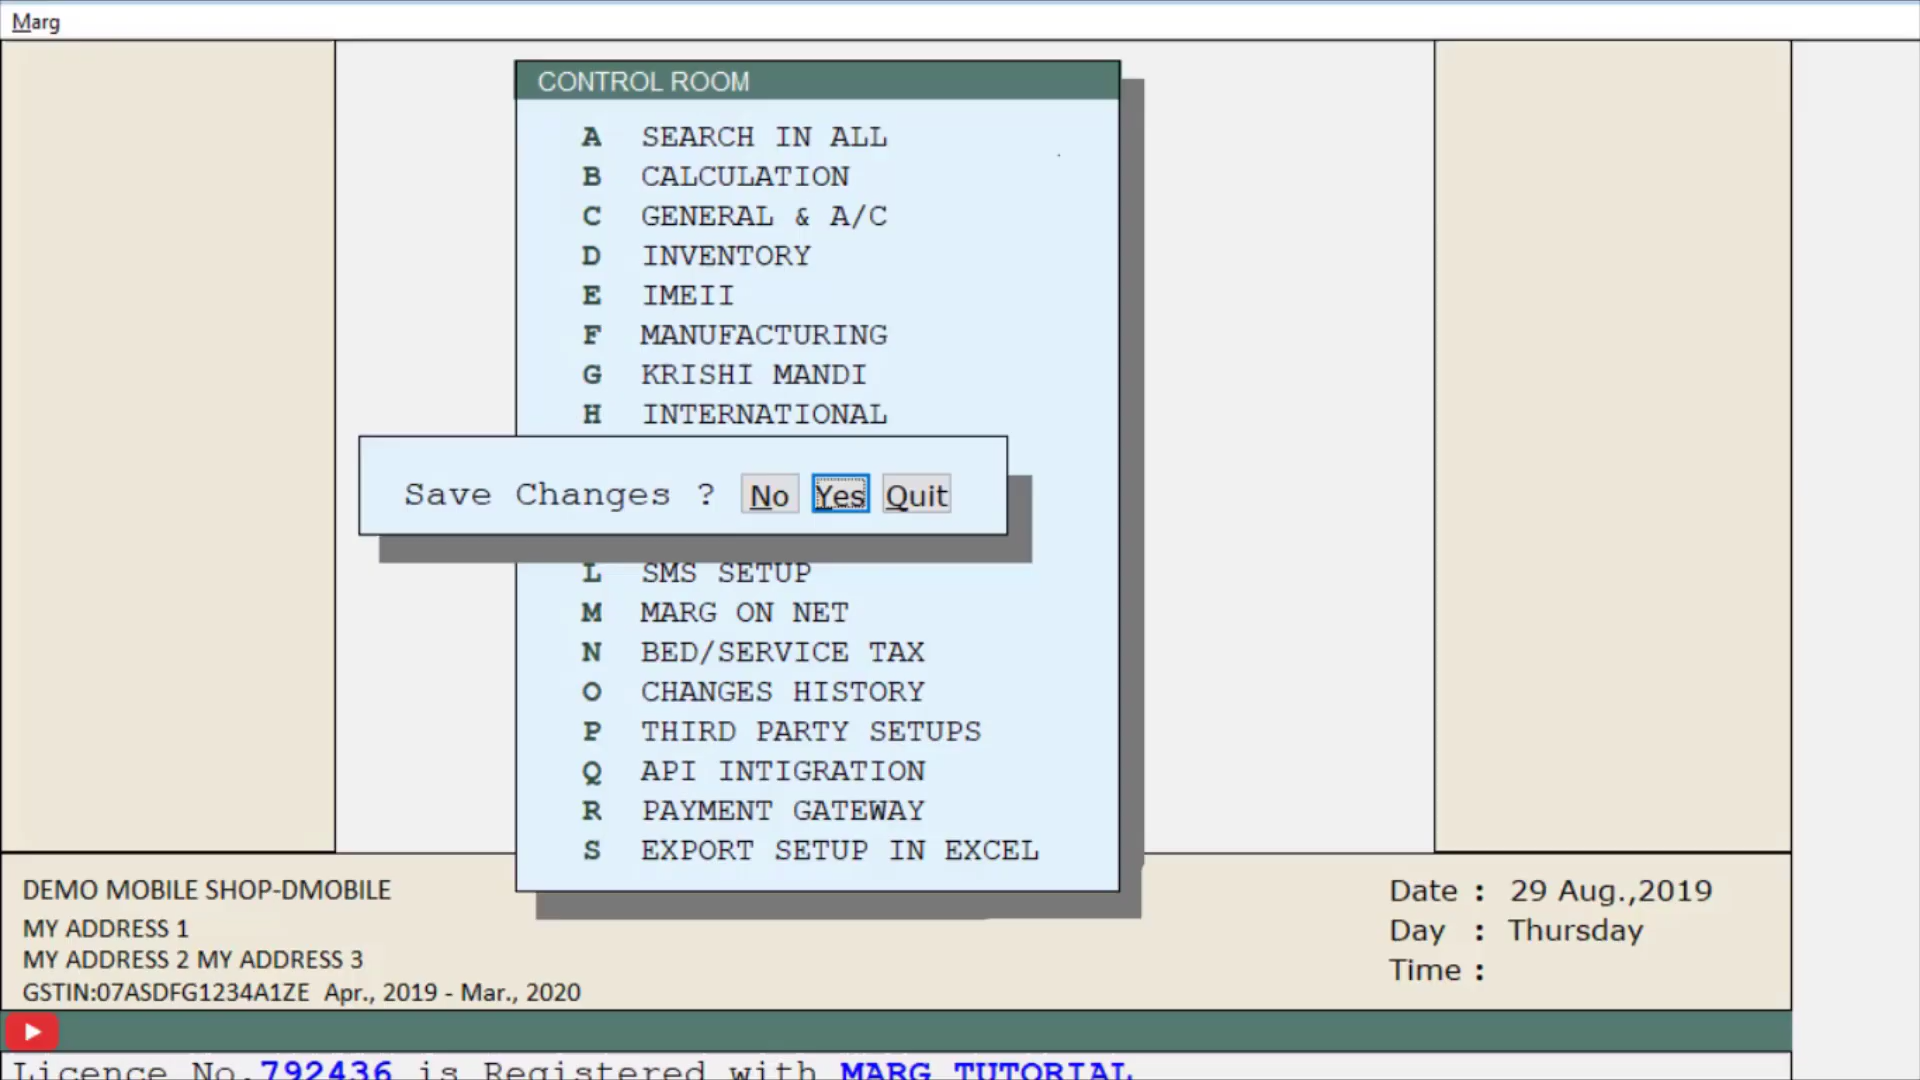 Marg
CONTROL ROOM
A SEARCH IN ALL
B CALCULATION
C GENERAL & A/C
D INVENTORY
E IMEII
F MANUFACTURING
G KRISHI MANDI
H INTERNATIONAL
Save Changes ? No Yes Quit
L SMS SETUP
M MARG ON NET
N BED/SERVICE TAX
O CHANGES HISTORY
P THIRD PARTY SETUPS
Q API INTIGRATION
R PAYMENT GATEWAY
S EXPORT SETUP IN EXCEL
DEMO MOBILE SHOP-DMOBILE
MY ADDRESS 1
MY ADDRESS 2 MY ADDRESS 3
GSTIN:07ASDFG1234A1ZE Apr., 2019 - Mar., 2020
Date : 29 Aug.,2019
Day : Thursday
Time :
Licence No.792436 is Registered with MARG TUTORIAL